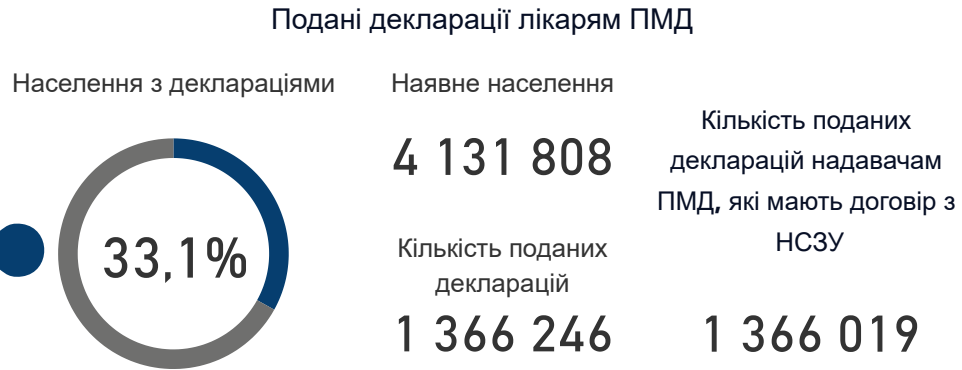 Подані декларації лікарям ПМД
Населення з деклараціями
33,1%
Наявне населення
4 131 808
Кількість поданих
декларацій
1 366 246
Кількість поданих
декларацій надавачам
ПМД, які мають договір з
НСЗУ
1 366 019